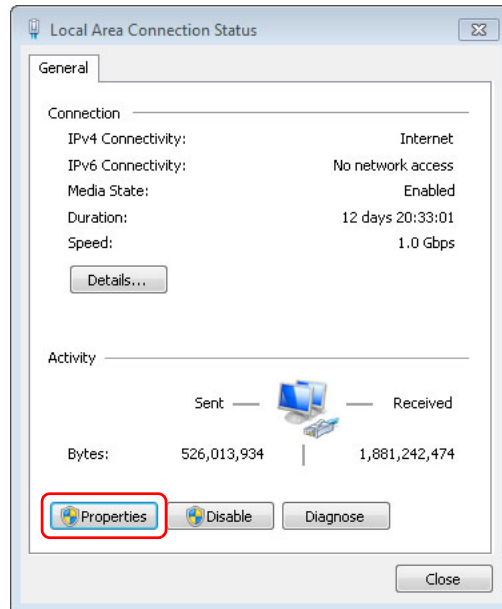 Local Area Connection Status
General
Connection
IPv4 Connectivity: Internet
IPv6 Connectivity: No network access
Media State: Enabled
Duration: 12 days 20:33:01
Speed: 1.0 Gbps
Details...
Activity
Sent Received
Bytes: 526,013,934 1,881,242,474
Properties Disable Diagnose
Close